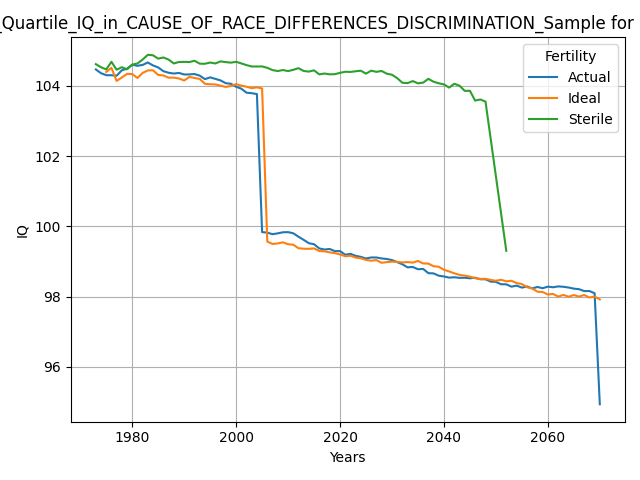 _Quartile_IQ_in_CAUSE_OF_RACE_DIFFERENCES_DISCRIMINATION_Sample for
Fertility
Actual
Ideal
Sterile
IQ
104
102
100
98
96
1980
2000
2020
2040
2060
Years